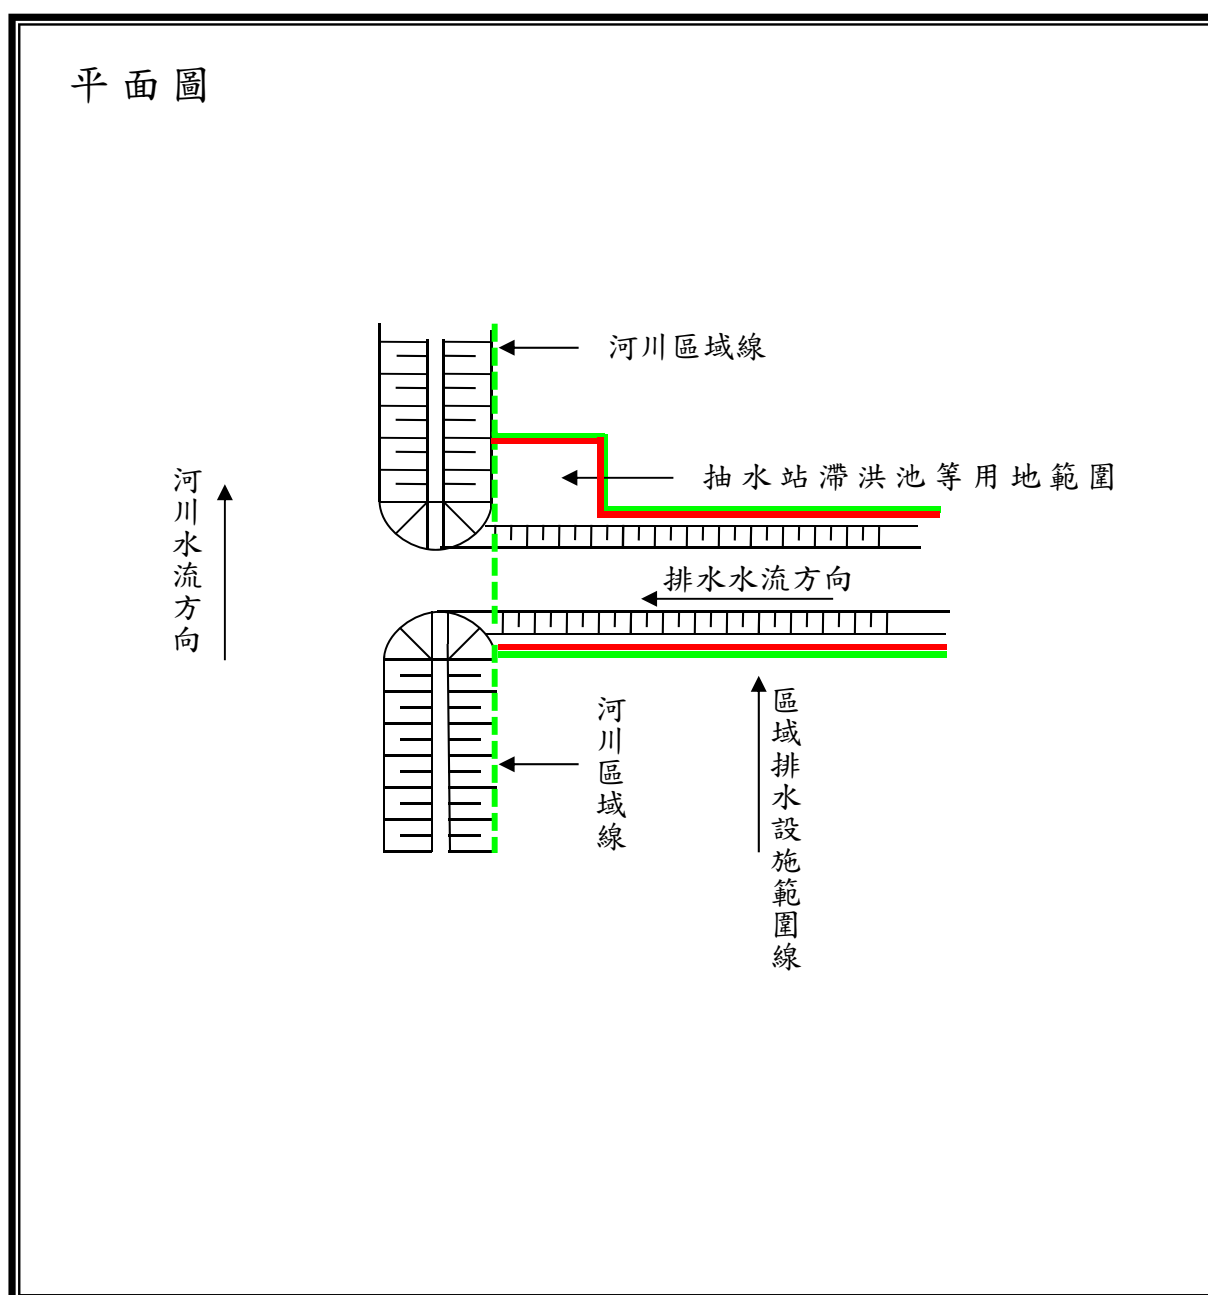 平面圖
河川區域線
抽水站滯洪池等用地範圍
河川水流方向
排水水流方向
河川區域線
區域排水設施範圍線